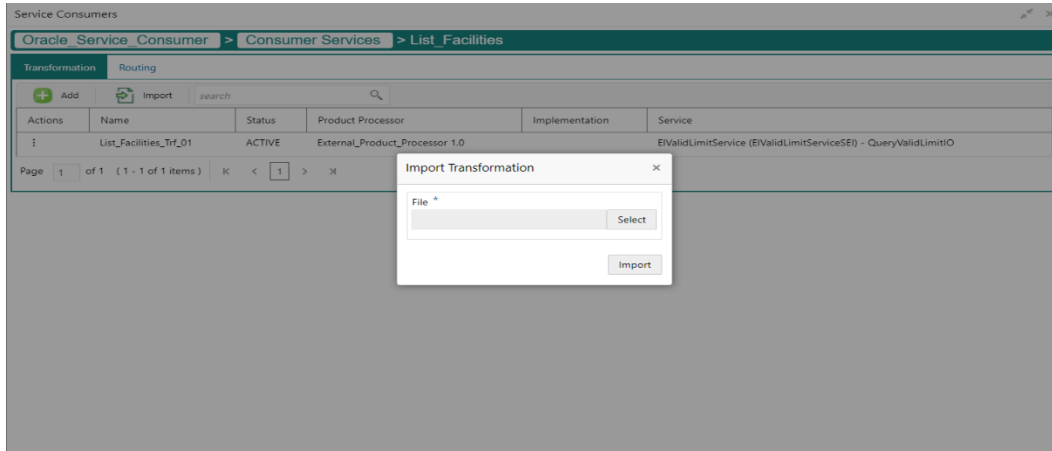 Service Consumers
Oracle_Service_Consumer > Consumer Services > List_Facilities
Transformation Routing
Add Import search
Actions Name Status Product Processor Implementation Service
List_Facilities_Trf_01 ACTIVE External_Product_Processor 1.0 EIValidLimitService (EIValidLimitServiceSEI) - QueryValidLimitIO
Page 1 of 1 (1 - 1 of 1 items) K < 1 > >|
Import Transformation ×
File *
Select
Import